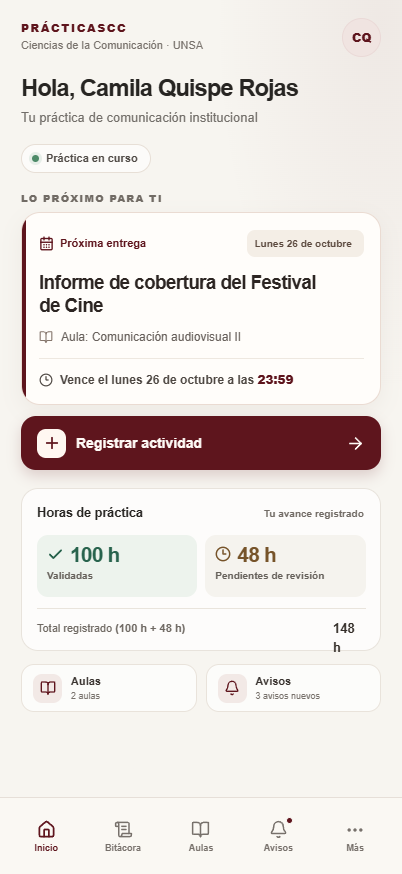 PRÁCTICASCC
Ciencias de la Comunicación · UNSA
CQ
Hola, Camila Quispe Rojas
Tu práctica de comunicación institucional
Práctica en curso
LO PRÓXIMO PARA TI
Próxima entrega
Lunes 26 de octubre
Informe de cobertura del Festival
de Cine
Aula: Comunicación audiovisual II
Vence el lunes 26 de octubre a las 23:59
Registrar actividad
Horas de práctica
Tu avance registrado
100 h
Validadas
48 h
Pendientes de revisión
Total registrado (100 h + 48 h)
148
h
Aulas
2 aulas
Avisos
3 avisos nuevos
Inicio
Bitácora
Aulas
Avisos
Más